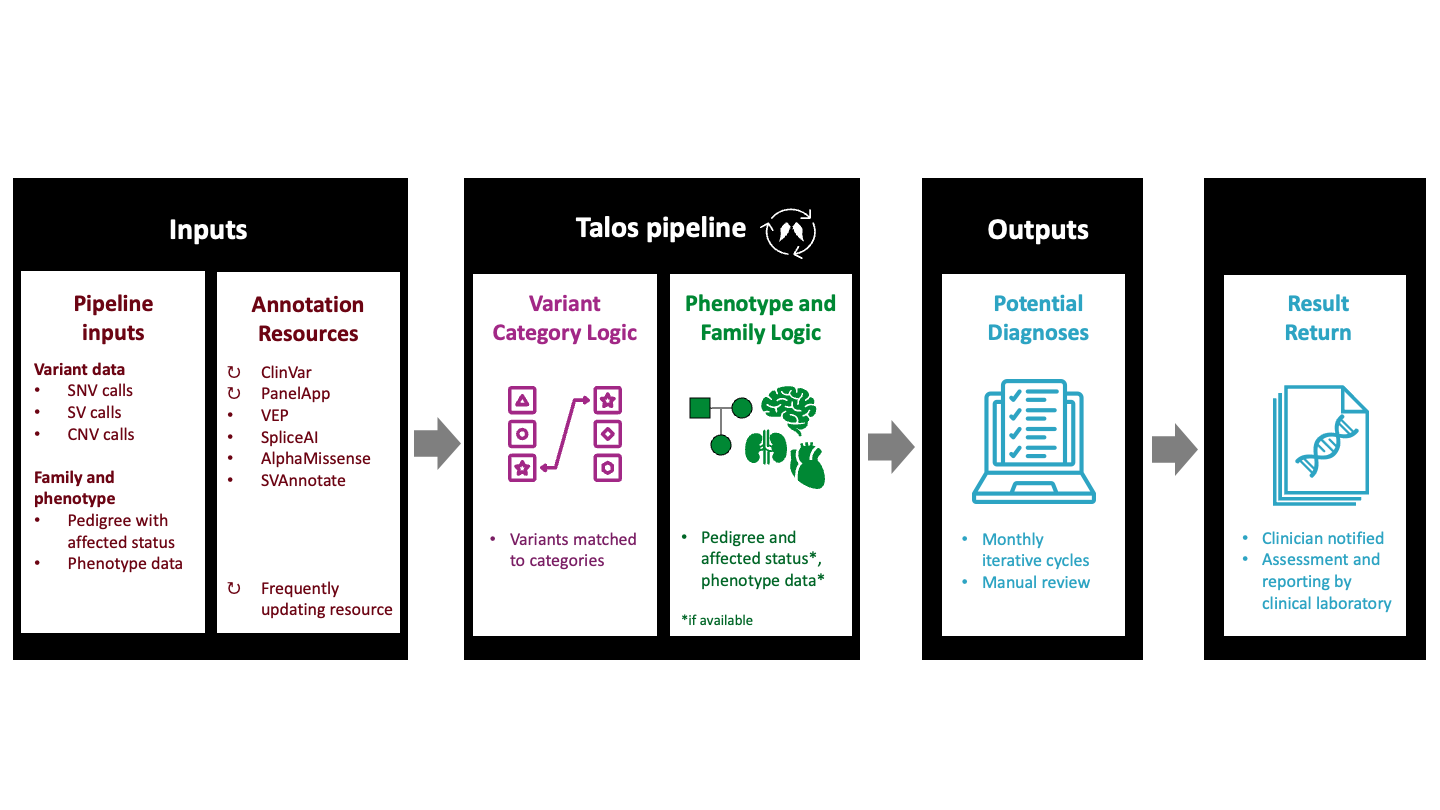 Inputs
Pipeline
inputs
Variant data
• SNV calls
• SV calls
• CNV calls
Family and
phenotype
• Pedigree with
affected status
• Phenotype data
Annotation
Resources
↻ ClinVar
↻ PanelApp
• VEP
• SpliceAI
• AlphaMissense
• SVAnnotate
↻ Frequently
updating resource
Talos pipeline
Variant
Category Logic
• Variants matched
to categories
Phenotype and
Family Logic
• Pedigree and
affected status*,
phenotype data*
*if available
Outputs
Potential
Diagnoses
• Monthly
iterative cycles
• Manual review
Result
Return
• Clinician notified
• Assessment and
reporting by
clinical laboratory